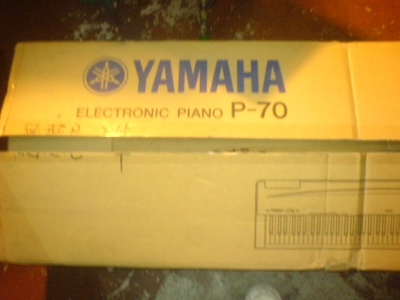 YAMAHA
ELECTRONIC PIANO P-70